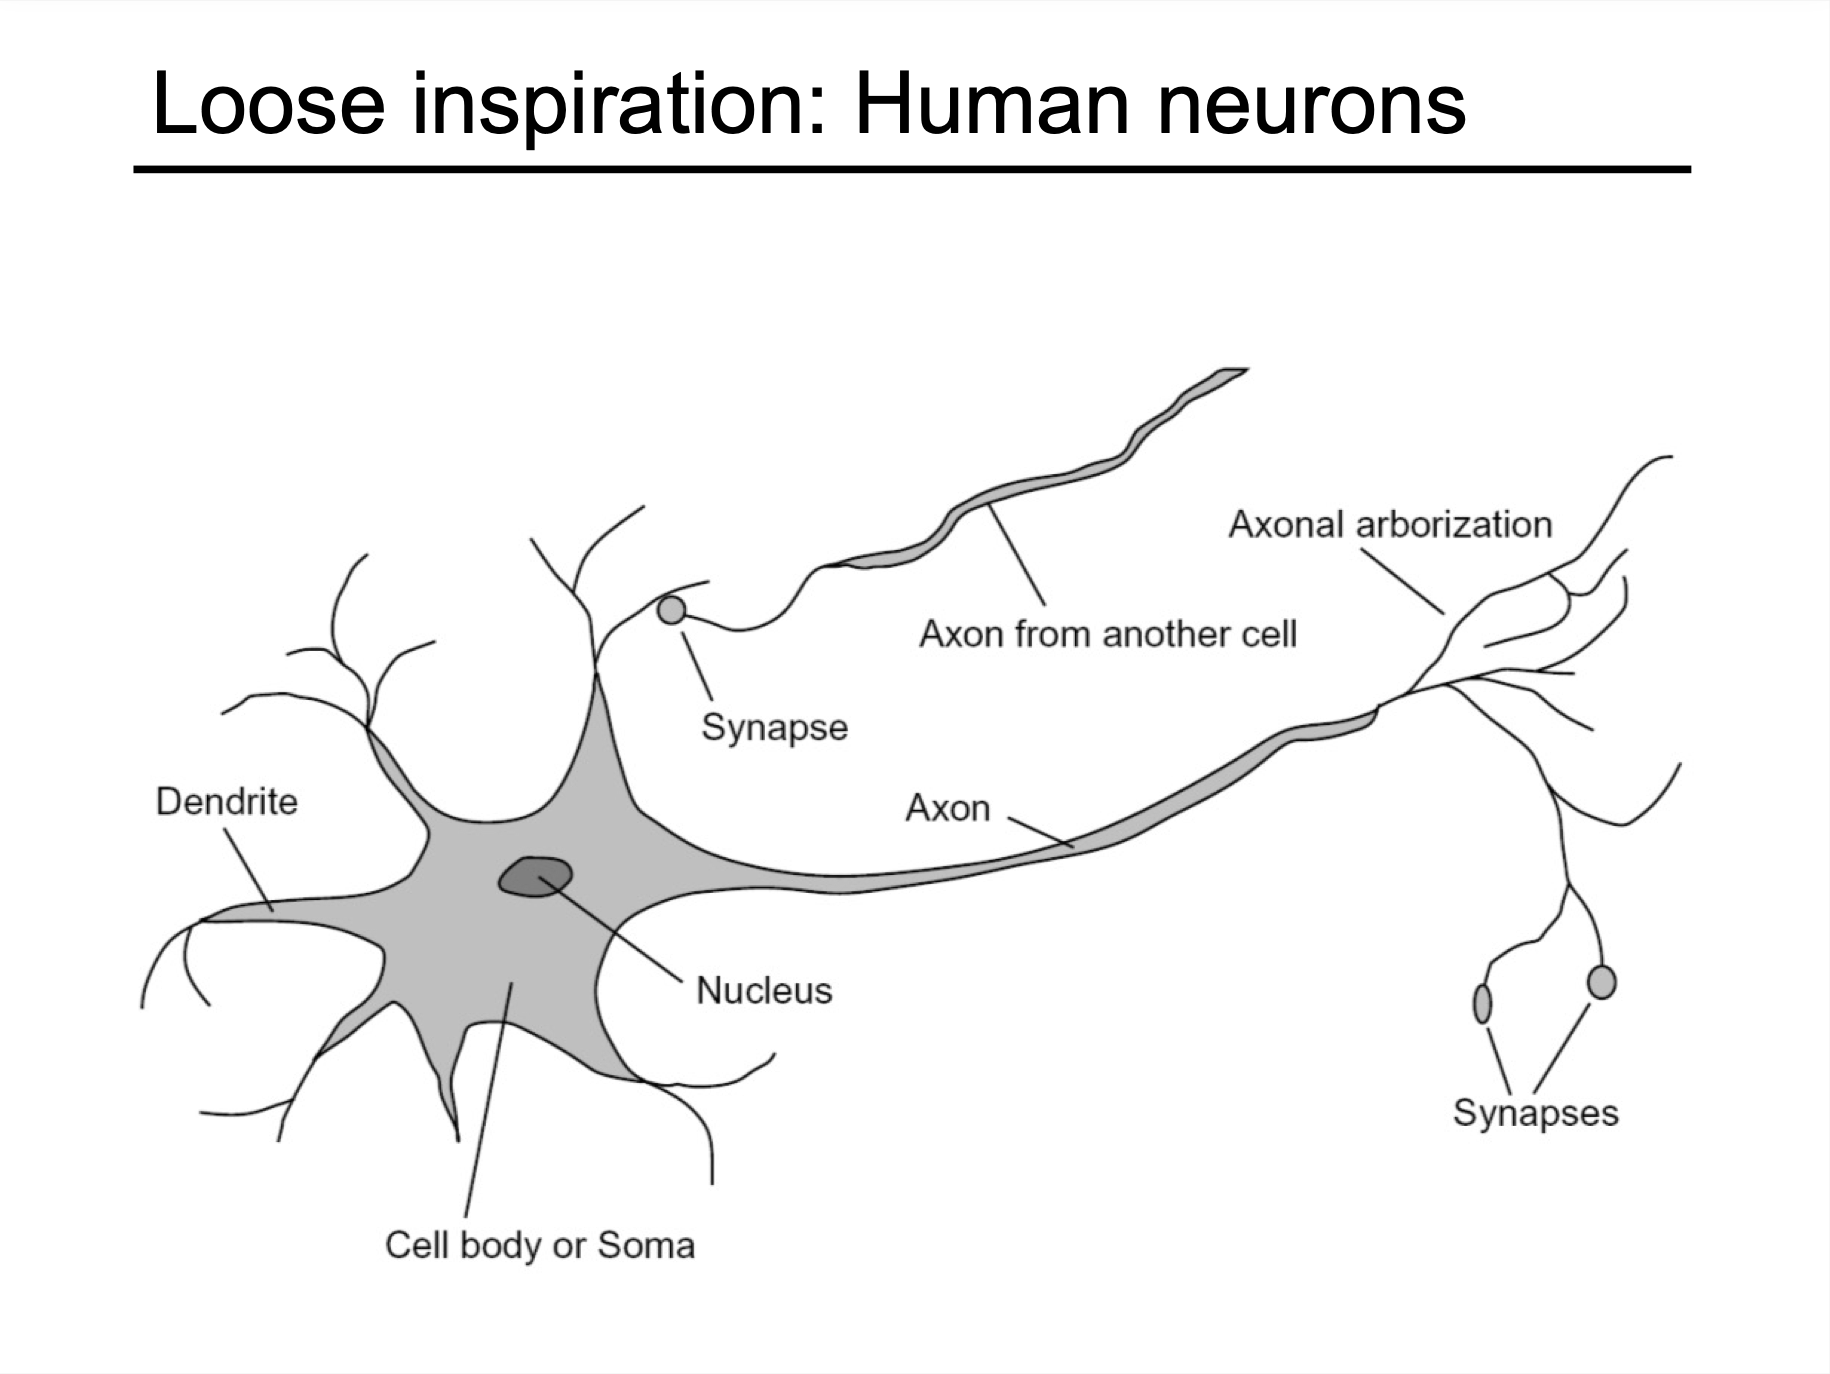 Loose inspiration: Human neurons
Axonal arborization
Axon from another cell
Synapse
Dendrite
Axon
Nucleus
Synapses
Cell body or Soma